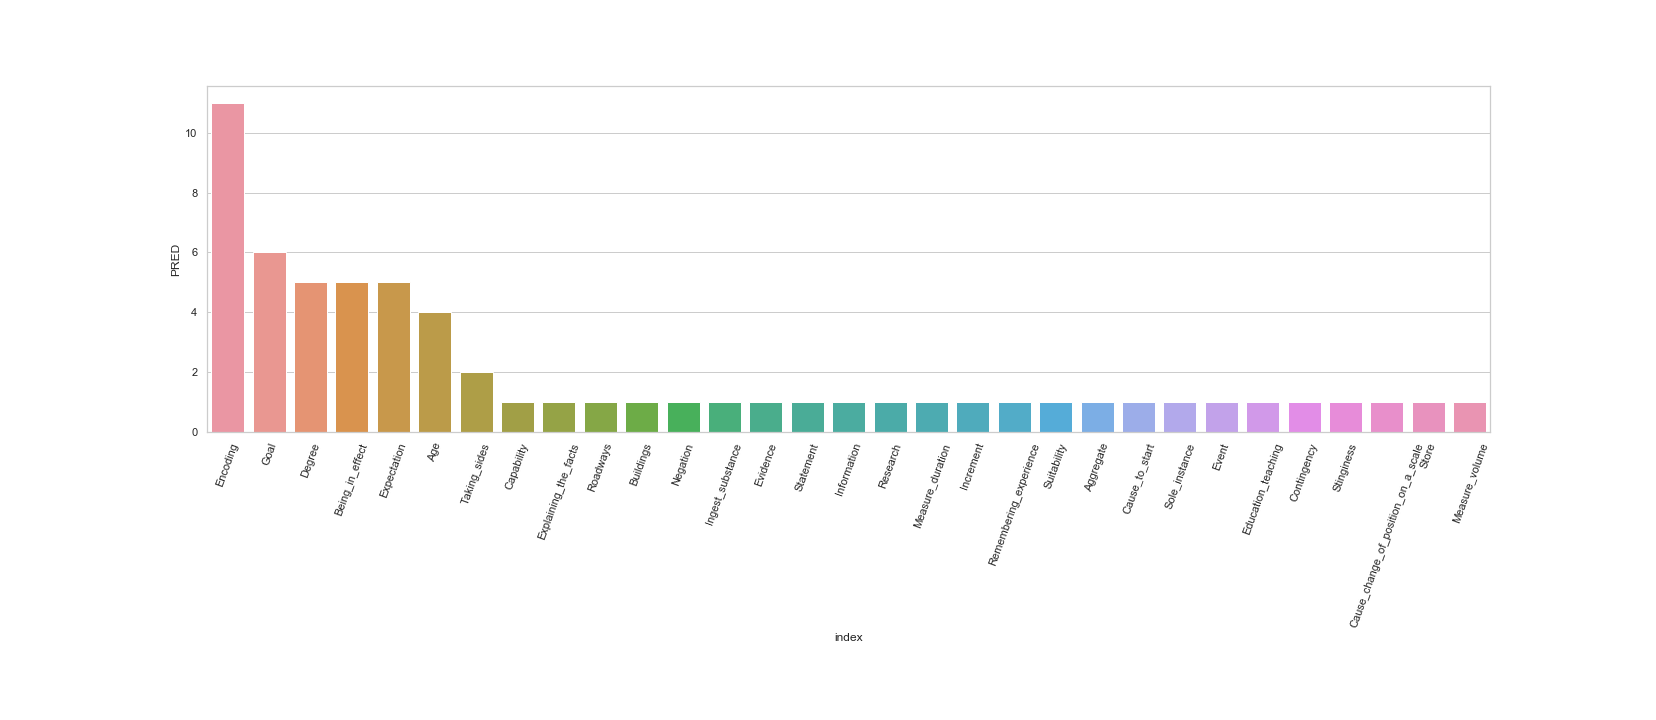 10
8
6
4
2
0
PRED
Encoding
Goal
Degree
Being_in_effect
Expectation
Age
Taking_sides
Capability
Explaining_the_facts
Roadways
Buildings
Negation
Ingest_substance
Evidence
Statement
Information
Research
Measure_duration
Increment
Remembering_experience
Suitability
Aggregate
Cause_to_start
Sole_instance
Event
Education_teaching
Contingency
Stinginess
Cause_change_of_position_on_a_scale
Store
Measure_volume
index